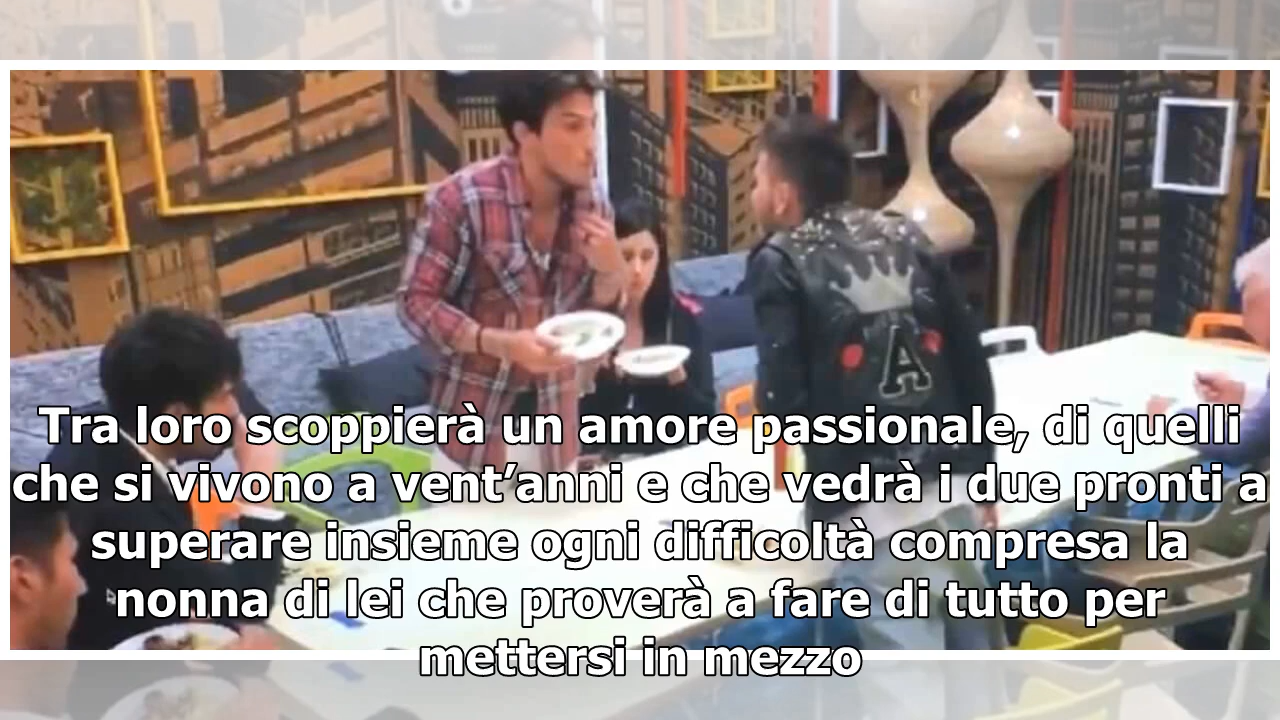 A
Tra loro scoppierà un amore passionale, di quelli
che si vivono a vent’anni e che vedrà i due pronti a
superare insieme ogni difficoltà compresa la
nonna di lei che proverà a fare di tutto per
mettersi in mezzo